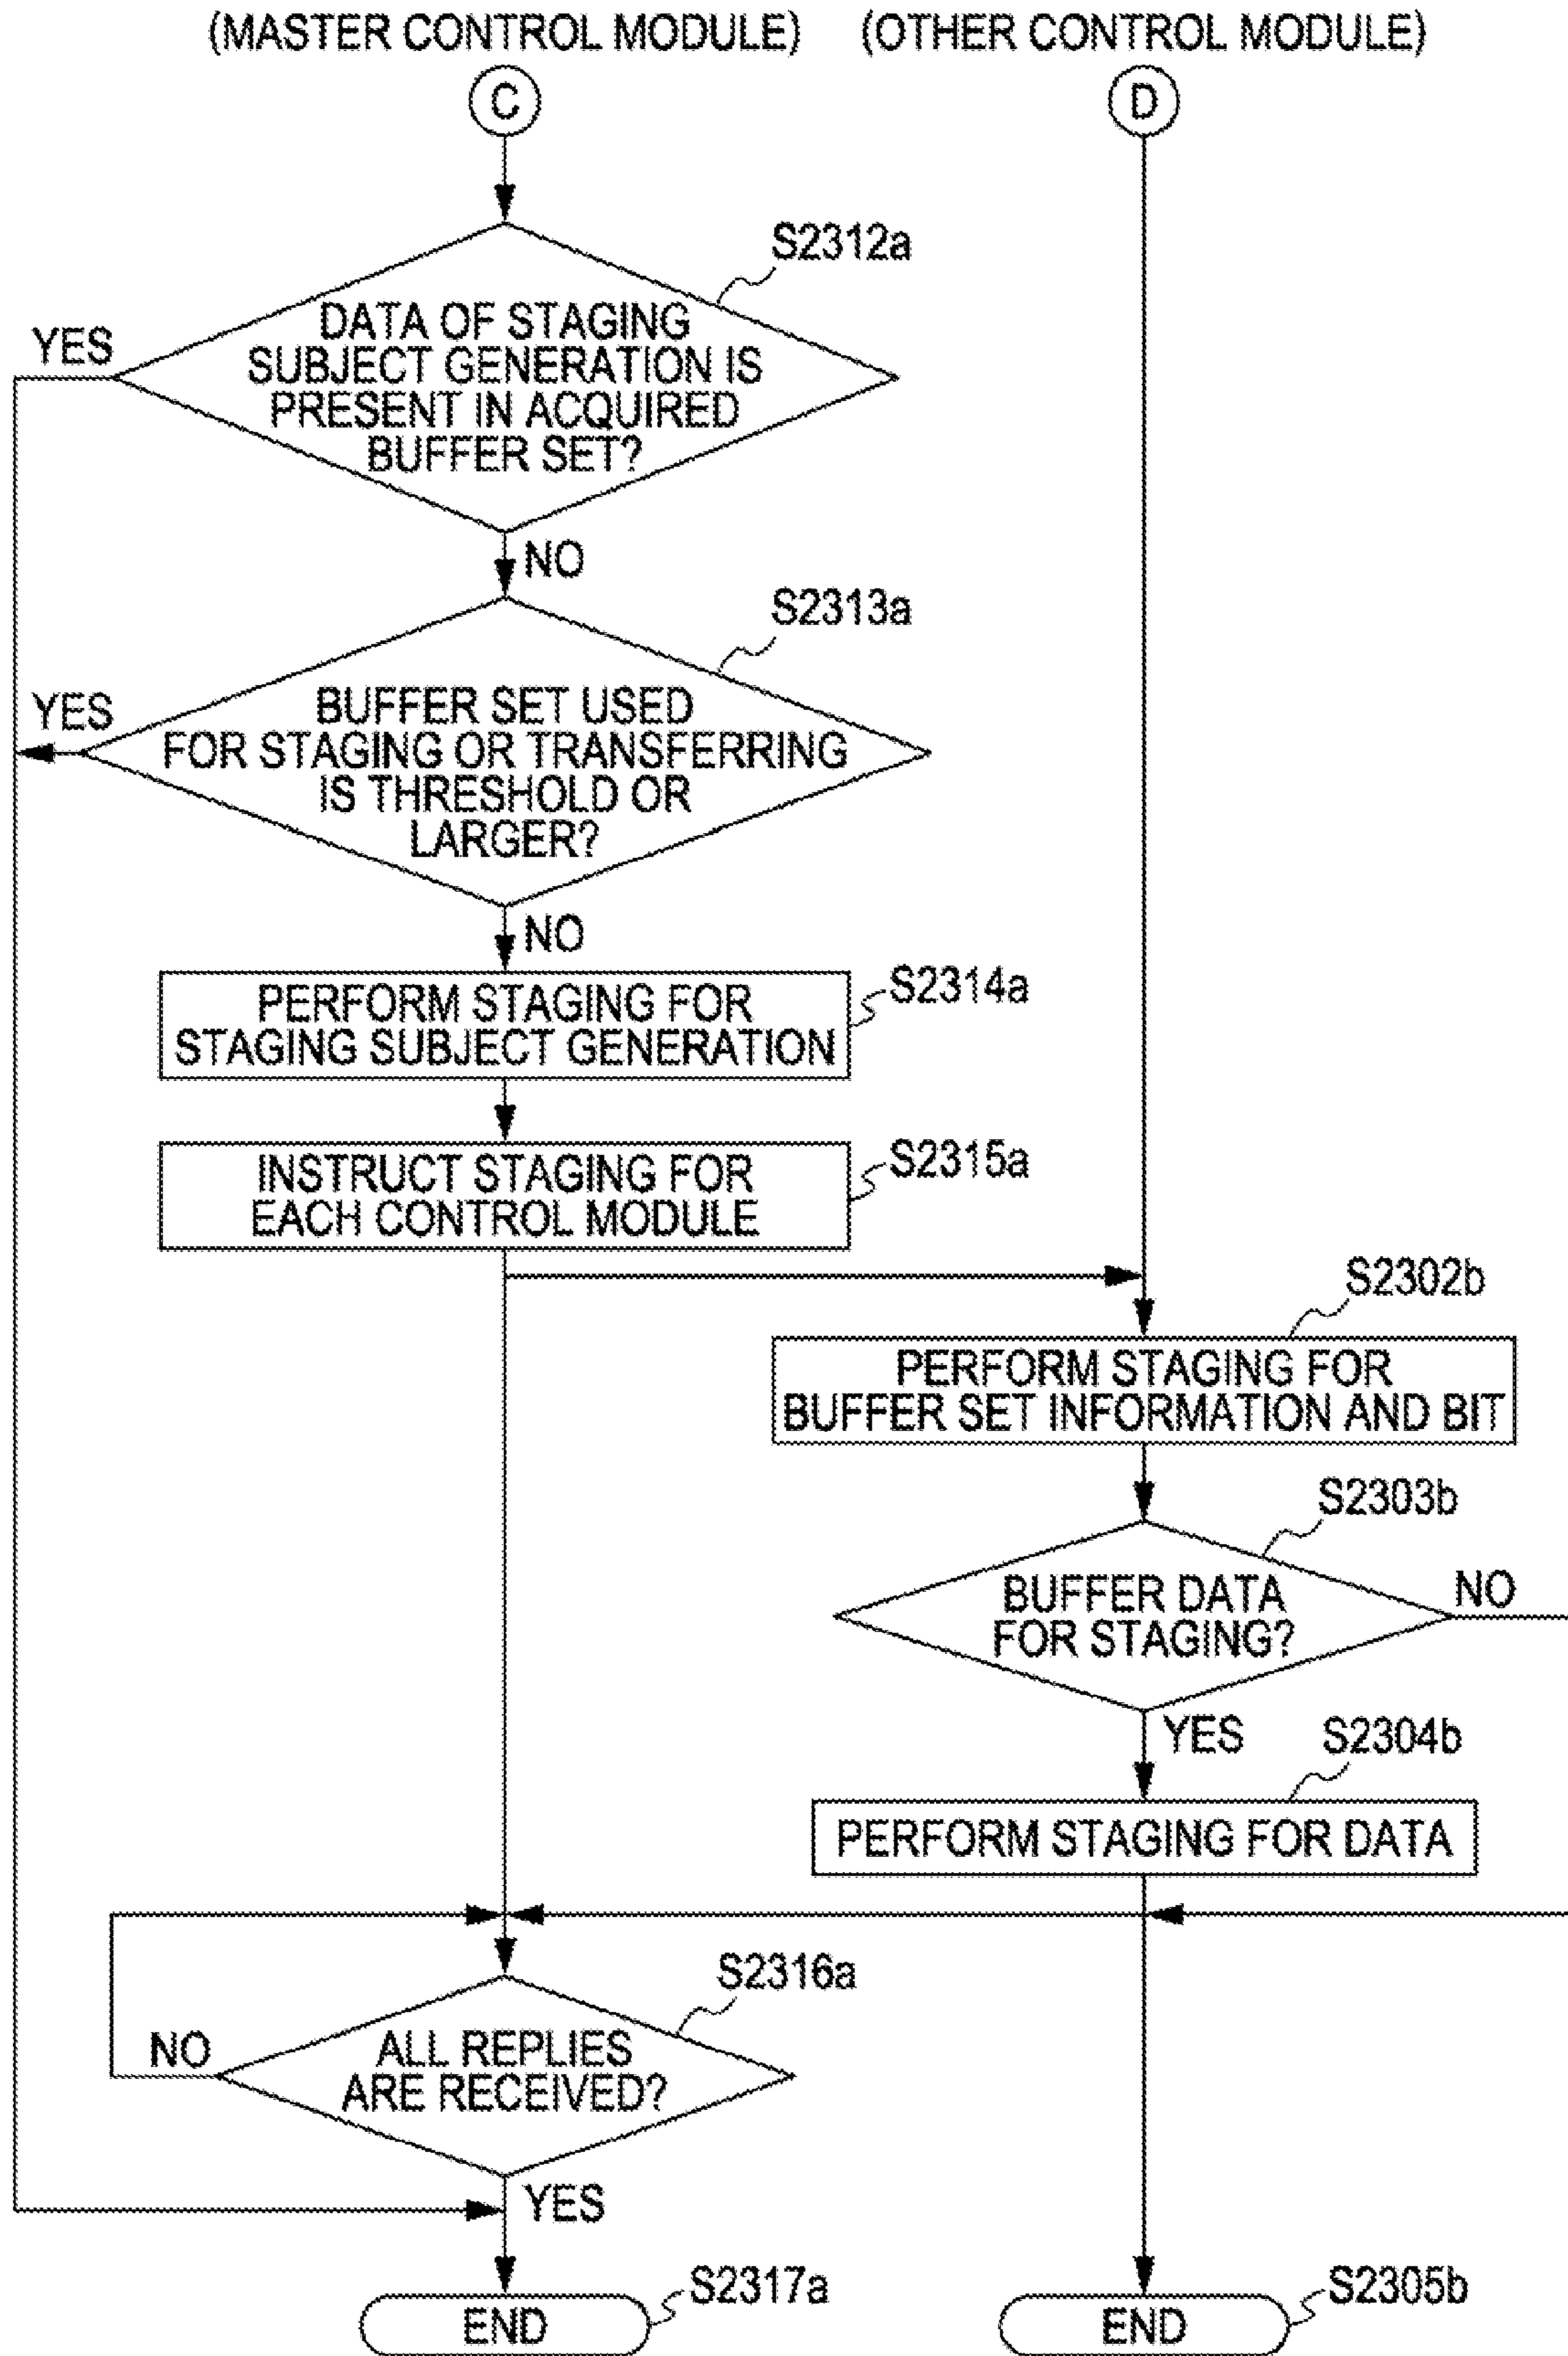 (MASTER CONTROL MODULE)
(OTHER CONTROL MODULE)
C
D
S2312a
DATA OF STAGING
SUBJECT GENERATION IS
PRESENT IN ACQUIRED
BUFFER SET?
YES
NO
S2313a
BUFFER SET USED
FOR STAGING OR TRANSFERRING
IS THRESHOLD OR
LARGER?
YES
NO
PERFORM STAGING FOR
STAGING SUBJECT GENERATION
S2314a
INSTRUCT STAGING FOR
EACH CONTROL MODULE
S2315a
S2302b
PERFORM STAGING FOR
BUFFER SET INFORMATION AND BIT
S2303b
BUFFER DATA
FOR STAGING?
NO
YES
S2304b
PERFORM STAGING FOR DATA
S2316a
ALL REPLIES
ARE RECEIVED?
NO
YES
END
S2317a
END
S2305b